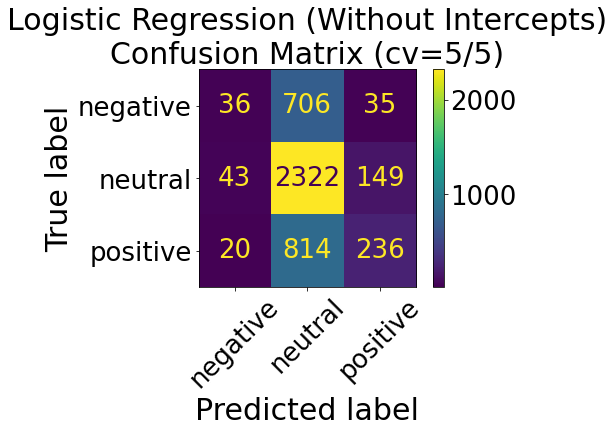 Logistic Regression (Without Intercepts)
Confusion Matrix (cv=5/5)
True label
negative 36 706 35
neutral 43 2322 149
positive 20 814 236
2000
1000
negative neutral positive
Predicted label